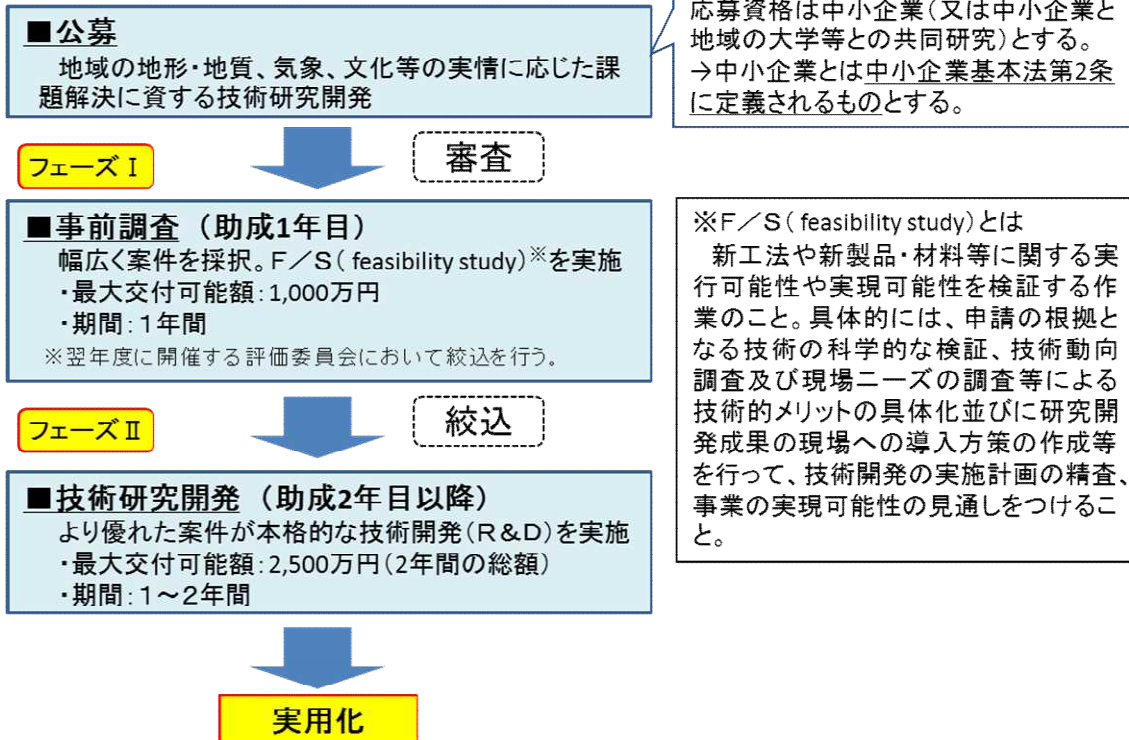 ■公募
地域の地形・地質、気象、文化等の実情に応じた課
題解決に資する技術研究開発
応募資格は中小企業(又は中小企業と
地域の大学等との共同研究)とする。
→中小企業とは中小企業基本法第2条
に定義されるものとする。
フェーズⅠ
審査
■事前調査(助成1年目)
幅広く案件を採択。F/S(feasibility study)※を実施
・最大交付可能額:1,000万円
・期間:1年間
※翌年度に開催する評価委員会において絞込を行う。
※F/S(feasibility study)とは
新工法や新製品・材料等に関する実
行可能性や実現可能性を検証する作
業のこと。具体的には、申請の根拠と
なる技術の科学的な検証、技術動向
調査及び現場ニーズの調査等による
技術的メリットの具体化並びに研究開
発成果の現場への導入方策の作成等
を行って、技術開発の実施計画の精査、
事業の実現可能性の見通しをつけるこ
と。
フェーズⅡ
絞込
■技術研究開発(助成2年目以降)
より優れた案件が本格的な技術開発(R&D)を実施
・最大交付可能額:2,500万円(2年間の総額)
・期間:1~2年間
実用化